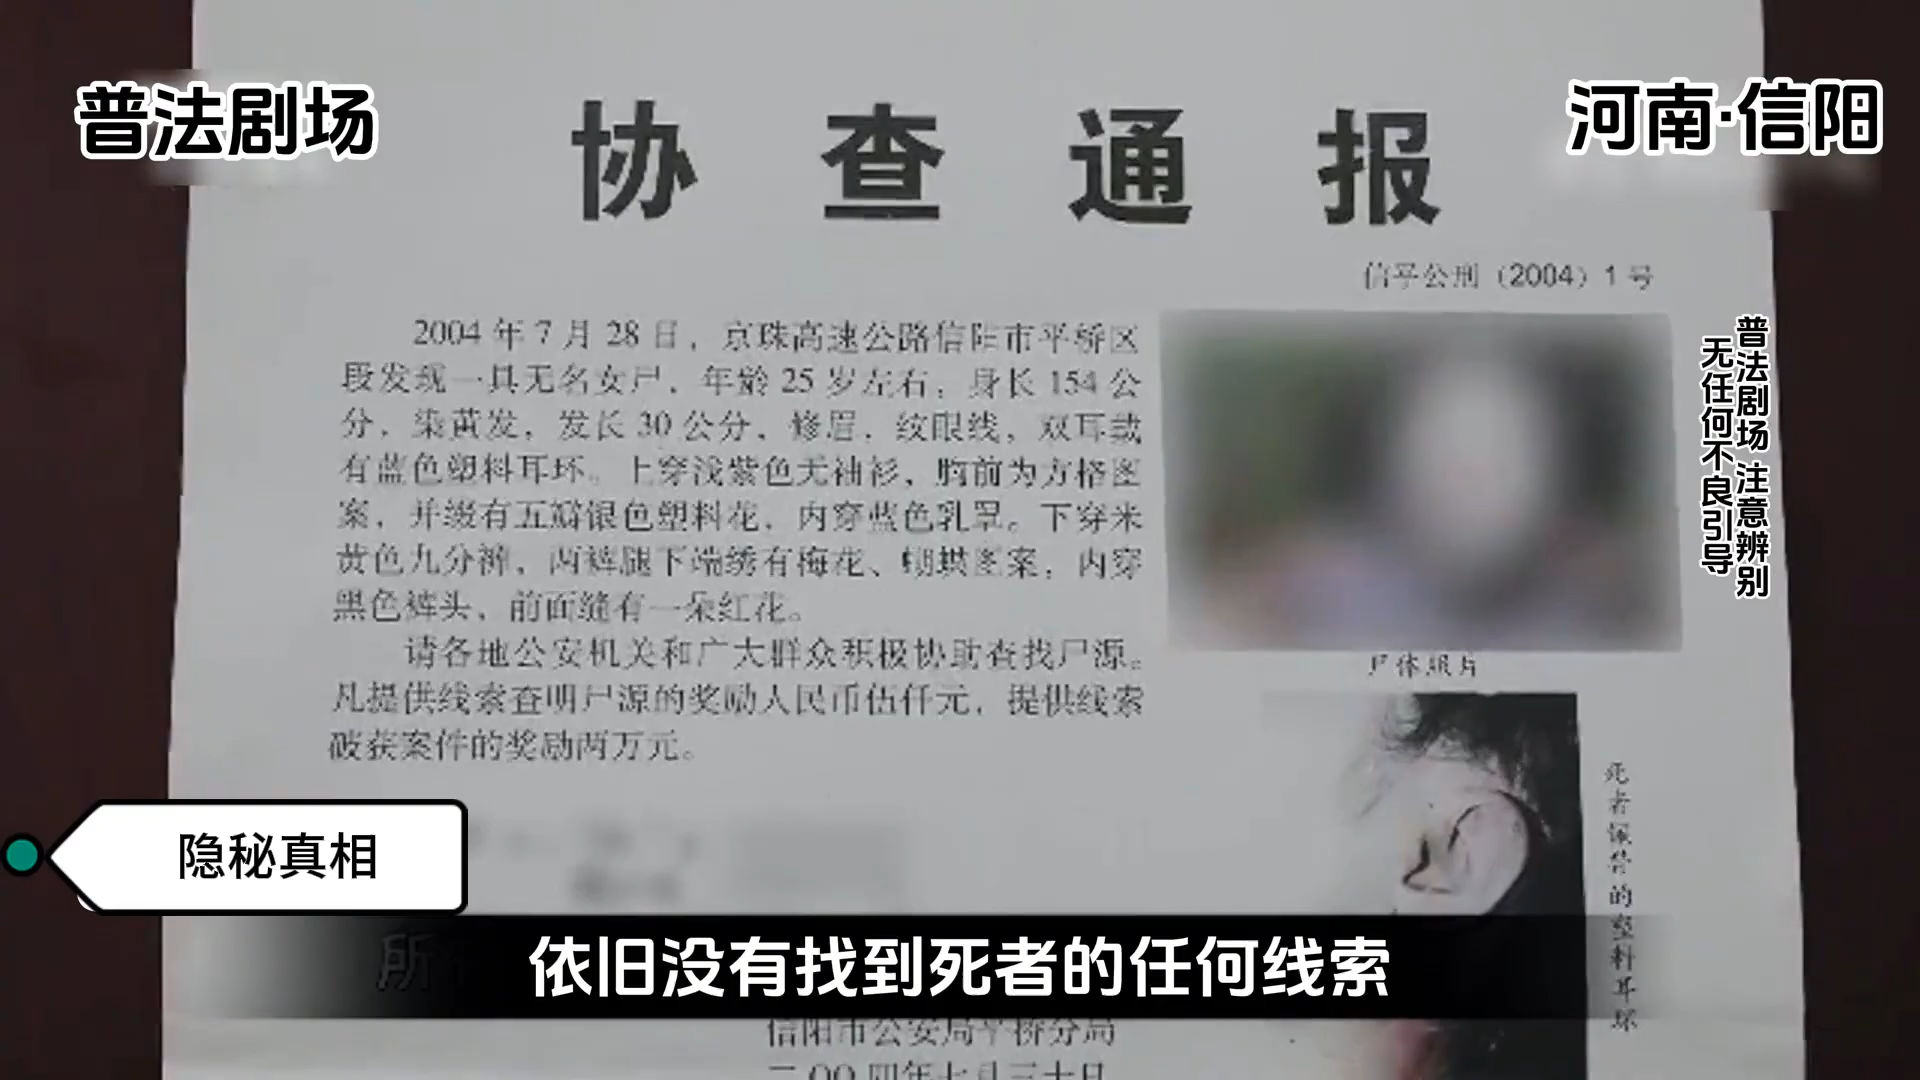 普法剧场
河南·信阳
协查通报
信平公刑（2004）1号
2004年7月28日，京珠高速公路信阳市平桥区
段发现一具无名女尸，年龄25岁左右，身长154公
分，染黄发，发长30公分，修眉，纹眼线，双耳戴
有蓝色塑料耳环。上穿浅紫色无袖衫，胸前为方格图
案，并缀有五瓣银色塑料花，内穿蓝色乳罩。下穿米
黄色九分裤，两裤腿下端绣有梅花、蝴蝶图案，内穿
黑色裤头，前面缝有一朵红花。
请各地公安机关和广大群众积极协助查找尸源。
凡提供线索查明尸源的奖励人民币伍仟元，提供线索
破获案件的奖励两万元。
尸体照片
死者佩带的塑料耳环
普法剧场 注意辨别
无任何不良引导
隐秘真相
所
依旧没有找到死者的任何线索
信阳市公安局平桥分局
二〇〇四年七月三十日